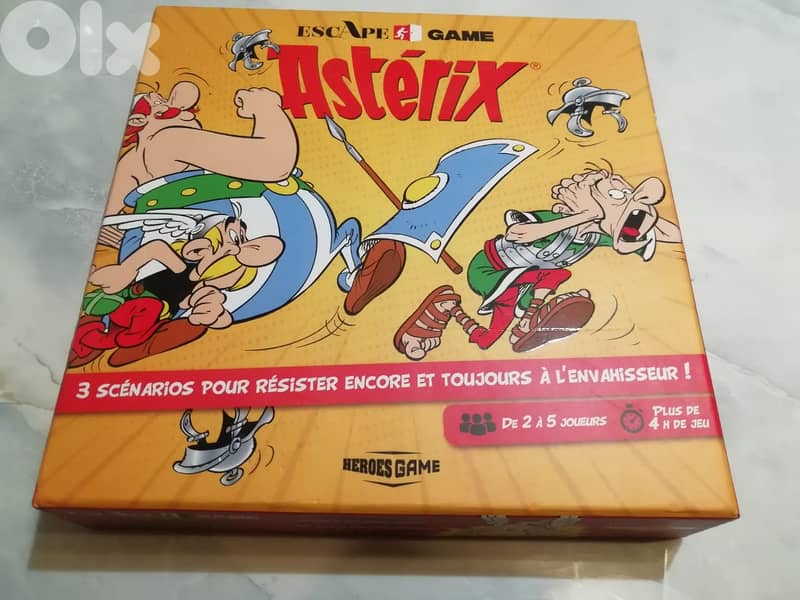 OLX
ESCAPE GAME
Astérix®
3 SCÉNARIOS POUR RÉSISTER ENCORE ET TOUJOURS À L'ENVAHISSEUR !
DE 2 À 5 JOUEURS
PLUS DE
4 H DE JEU
HEROES GAME